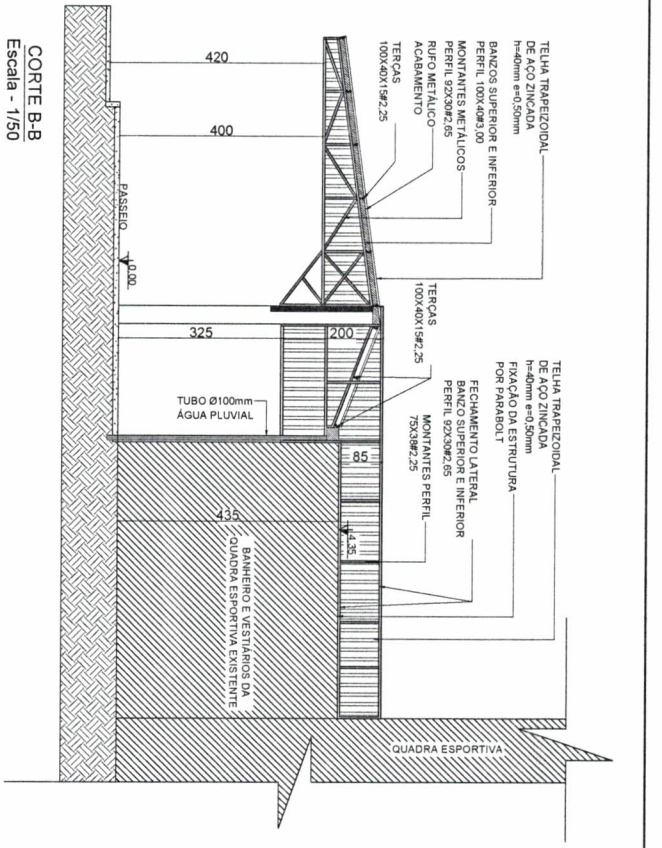 TELHA TRAPEIZOIDAL
DE AÇO ZINCADA
h=40mm e=0,50mm
BANZOS SUPERIOR E INFERIOR
PERFIL 100X40#3,00
MONTANTES METÁLICOS
PERFIL 92X30#2,65
RUFO METÁLICO
ACABAMENTO
TERÇAS
100X40X15#2,25
TERÇAS
100X40X15#2,25
TELHA TRAPEIZOIDAL
DE AÇO ZINCADA
h=40mm e=0,50mm
FIXAÇÃO DA ESTRUTURA
POR PARABOLT
FECHAMENTO LATERAL
BANZO SUPERIOR E INFERIOR
PERFIL 92X30#2,65
MONTANTES PERFIL
75X38#2,25
420
400
325
200
85
435
4.35
0.00
PASSEIO
TUBO Ø100mm
ÁGUA PLUVIAL
BANHEIRO E VESTIÁRIOS DA
QUADRA ESPORTIVA EXISTENTE
QUADRA ESPORTIVA
CORTE B-B
Escala - 1/50